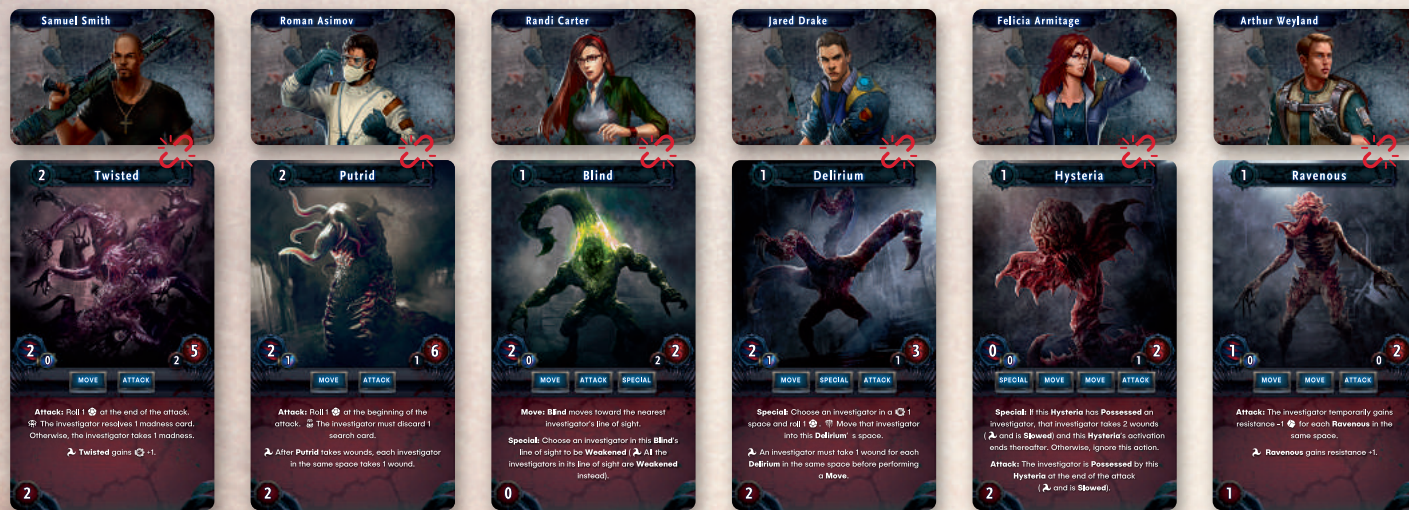 Samuel Smith
Roman Asimov
Randi Carter
Jared Drake
Felicia Armitage
Arthur Weyland
2 Twisted
2 0 2 5
MOVE ATTACK
Attack: Roll 1 at the end of the attack.
The investigator resolves 1 madness card.
Otherwise, the investigator takes 1 madness.
Twisted gains +1.
2
2 Putrid
2 1 1 6
MOVE ATTACK
Attack: Roll 1 at the beginning of the
attack. The investigator must discard 1
search card.
After Putrid takes wounds, each investigator
in the same space takes 1 wound.
2
1 Blind
2 0 2 2
MOVE ATTACK SPECIAL
Move: Blind moves toward the nearest
investigator's line of sight.
Special: Choose an investigator in this Blind's
line of sight to be Weakened ( All the
investigators in its line of sight are Weakened
instead).
0
1 Delirium
2 1 1 3
MOVE SPECIAL ATTACK
Special: Choose an investigator in a 1
space and roll 1 . Move that investigator
into this Delirium' s space.
An investigator must take 1 wound for each
Delirium in the same space before performing
a Move.
2
1 Hysteria
0 0 1 2
SPECIAL MOVE MOVE ATTACK
Special: If this Hysteria has Possessed an
investigator, that investigator takes 2 wounds
( and is Slowed) and this Hysteria's activation
ends thereafter. Otherwise, ignore this action.
Attack: The investigator is Possessed by this
Hysteria at the end of the attack
( and is Slowed).
2
1 Ravenous
1 0 0 2
MOVE MOVE ATTACK
Attack: The investigator temporarily gains
resistance -1 for each Ravenous in the
same space.
Ravenous gains resistance +1.
1